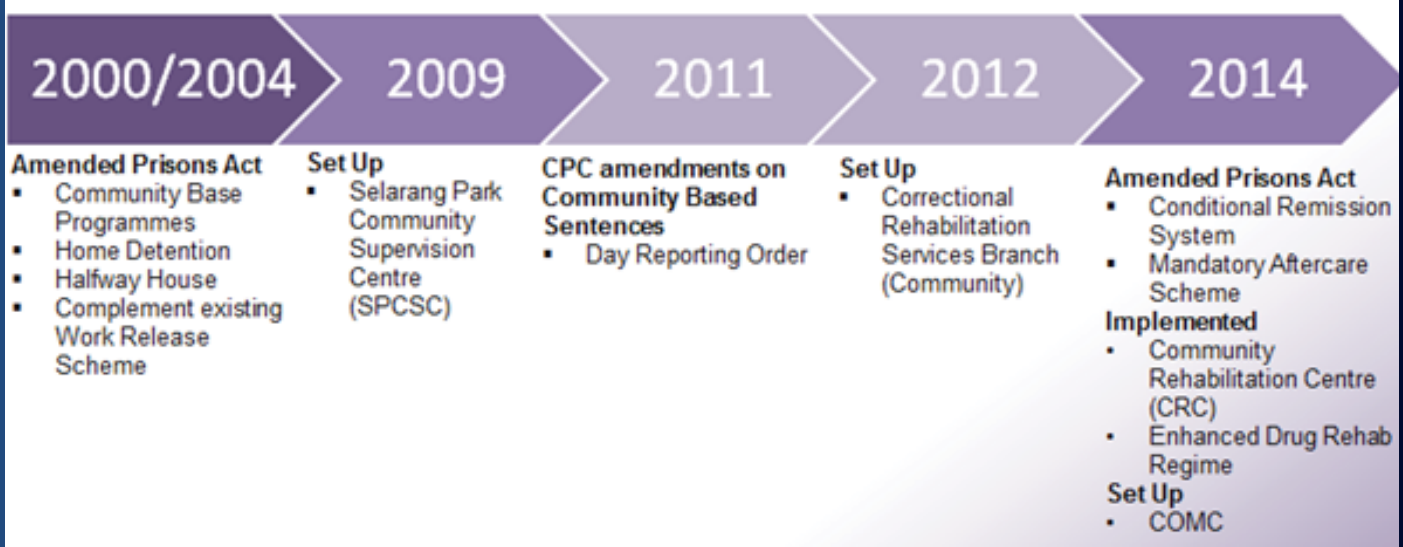 2000/2004
2009
2011
2012
2014
Amended Prisons Act
▪ Community Base
Programmes
▪ Home Detention
▪ Halfway House
▪ Complement existing
Work Release
Scheme
Set Up
▪ Selarang Park
Community
Supervision
Centre
(SPCSC)
CPC amendments on
Community Based
Sentences
▪ Day Reporting Order
Set Up
▪ Correctional
Rehabilitation
Services Branch
(Community)
Amended Prisons Act
▪ Conditional Remission
System
▪ Mandatory Aftercare
Scheme
Implemented
• Community
Rehabilitation Centre
(CRC)
• Enhanced Drug Rehab
Regime
Set Up
• COMC